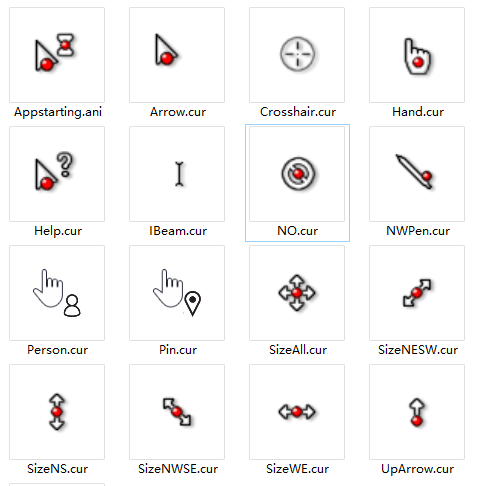 Appstarting.ani
Arrow.cur
Crosshair.cur
Hand.cur
Help.cur
IBeam.cur
NO.cur
NWPen.cur
Person.cur
Pin.cur
SizeAll.cur
SizeNESW.cur
SizeNS.cur
SizeNWSE.cur
SizeWE.cur
UpArrow.cur